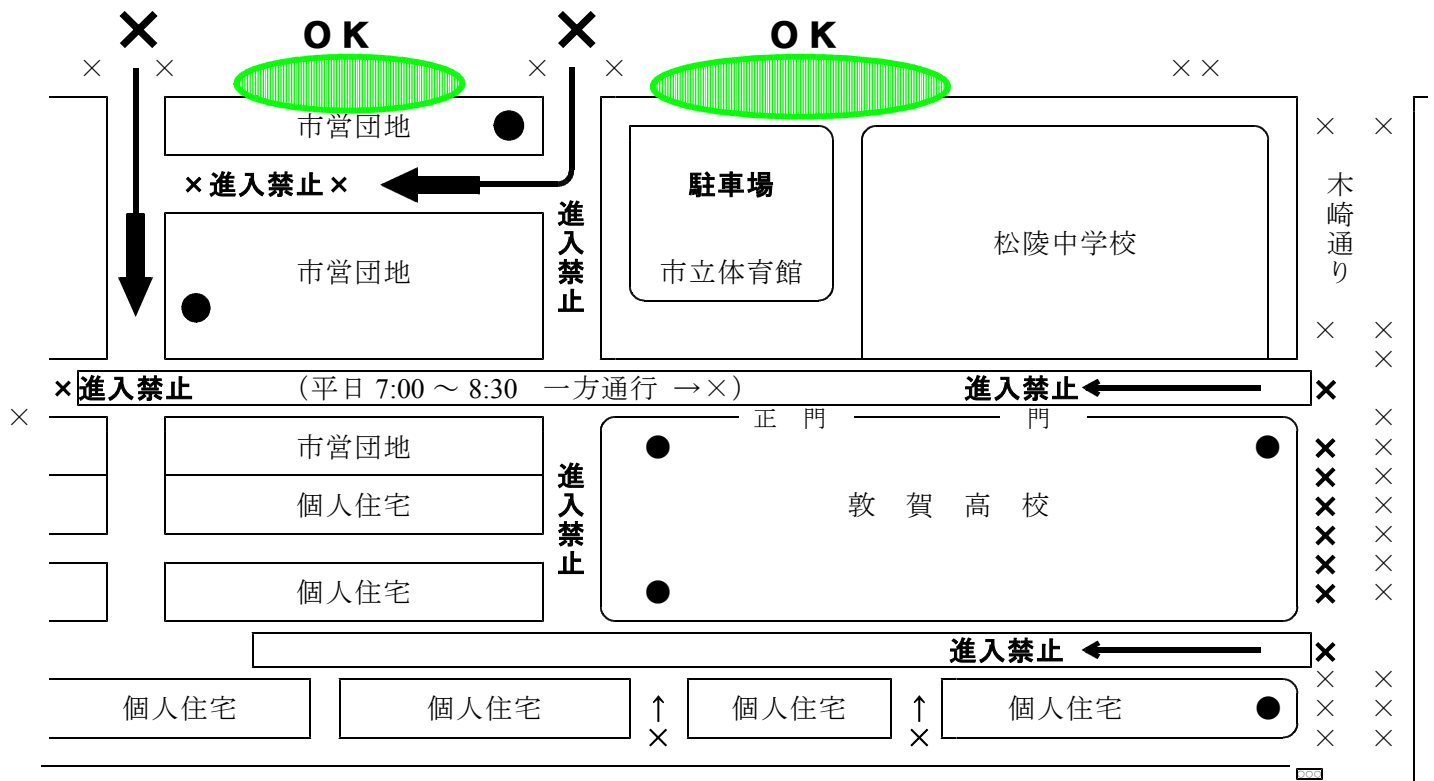 × OK × OK
× × × × ××
市営団地 ● × ×
×進入禁止× 駐車場 木崎通り
進入禁止
市営団地 市立体育館 松陵中学校
●
× ×
×
×進入禁止 (平日 7:00 ～ 8:30 一方通行 →×) 進入禁止 ×
× 正 門 門 ×
市営団地 ● ● × ×
進入禁止
× ×
個人住宅 敦 賀 高 校 × ×
× ×
× ×
個人住宅 ● × ×
進入禁止 ×
× ×
個人住宅 個人住宅 ↑ 個人住宅 ↑ 個人住宅 ● × ×
× × × ×